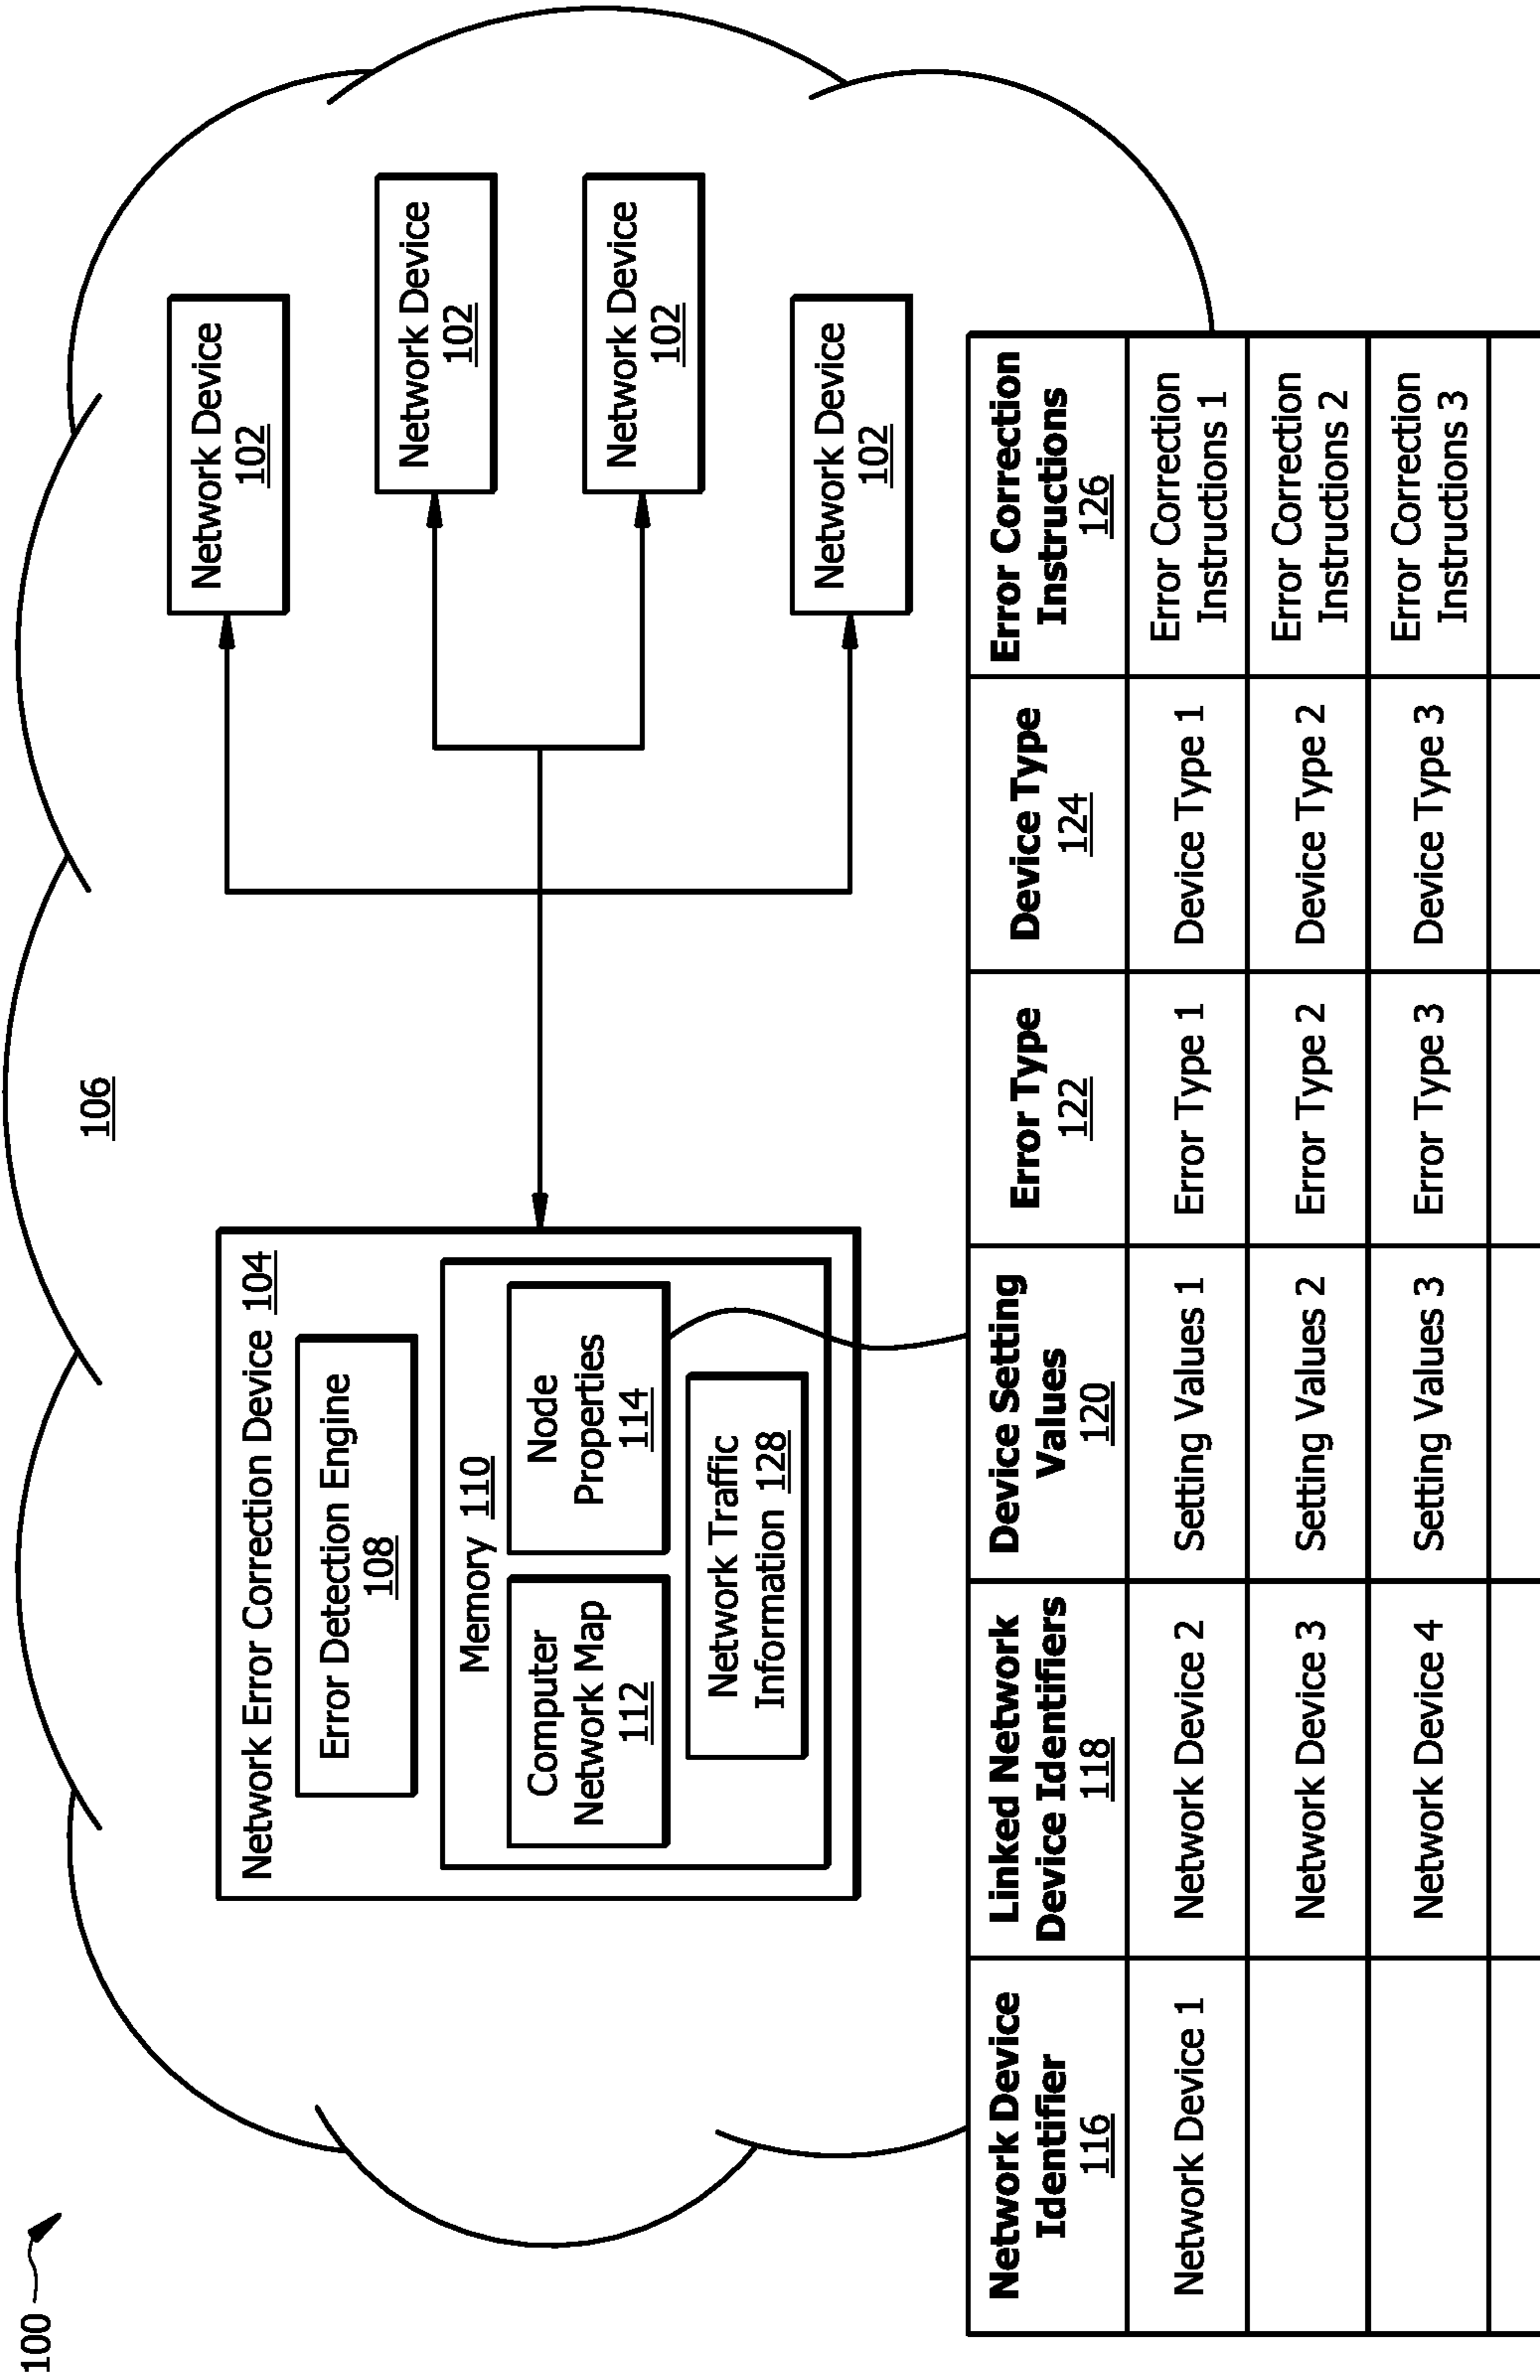 100
106
Network Error Correction Device 104
Error Detection Engine
108
Memory 110
Computer
Network Map
112
Node
Properties
114
Network Traffic
Information 128
Network Device
102
Network Device
102
Network Device
102
Network Device
102
Network Device
Identifier
116
Linked Network
Device Identifiers
118
Device Setting
Values
120
Error Type
122
Device Type
124
Error Correction
Instructions
126
Network Device 1
Network Device 2
Setting Values 1
Error Type 1
Device Type 1
Error Correction
Instructions 1
Network Device 3
Setting Values 2
Error Type 2
Device Type 2
Error Correction
Instructions 2
Network Device 4
Setting Values 3
Error Type 3
Device Type 3
Error Correction
Instructions 3